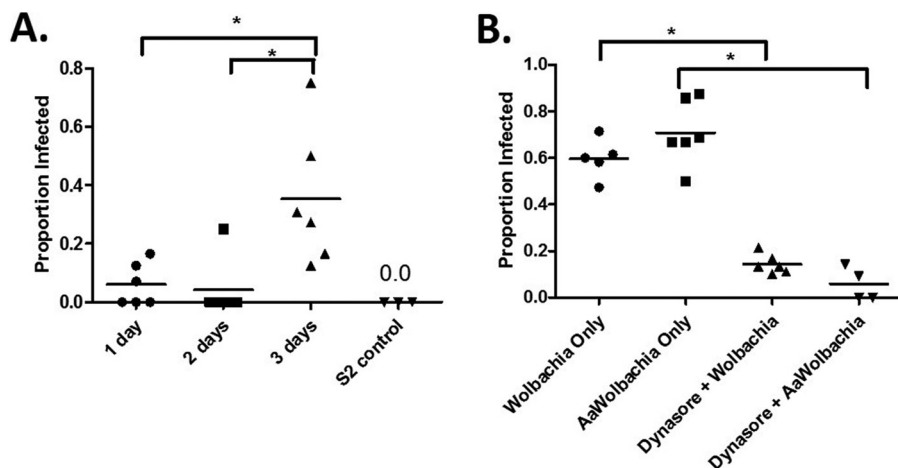 A.
*
*
Proportion Infected
0.8
0.6
0.4
0.2
0.0
0.0
1 day
2 days
3 days
S2 control
B.
*
*
Proportion Infected
1.0
0.8
0.6
0.4
0.2
0.0
Wolbachia Only
AaWolbachia Only
Dynasore + Wolbachia
Dynasore + AaWolbachia